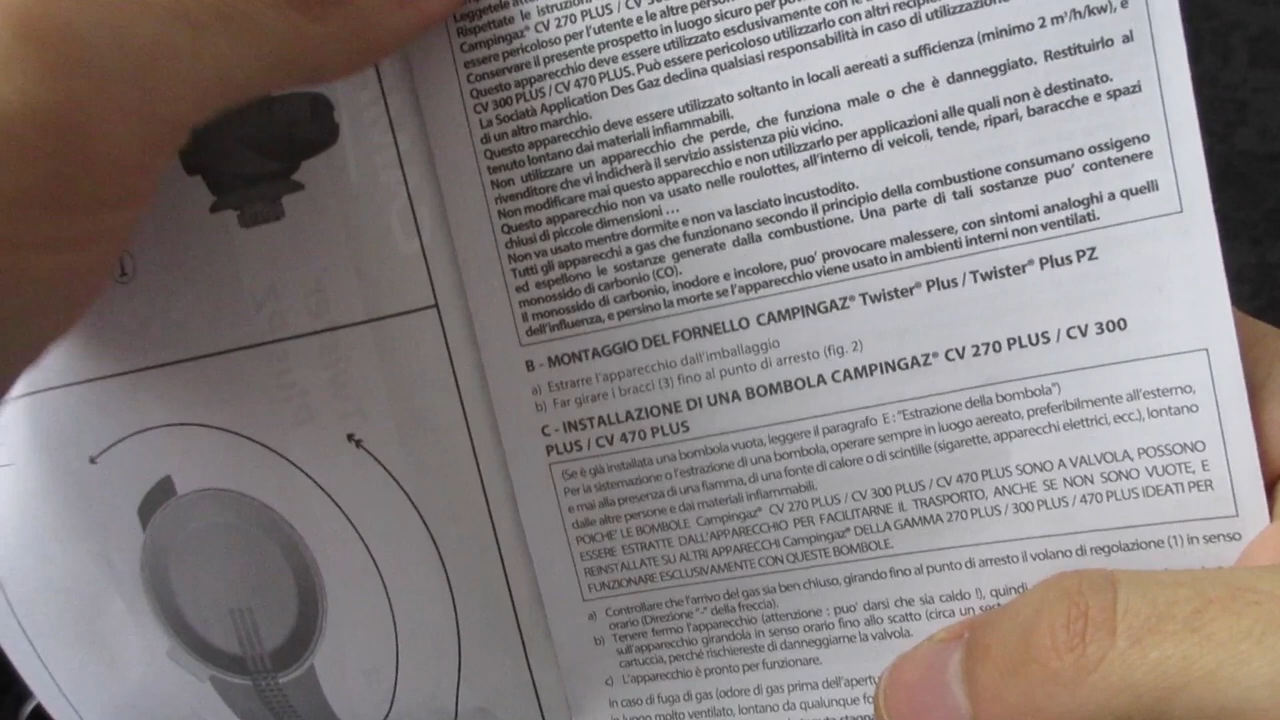 Leggetele
Rispettate le istruzioni
Campingaz® CV 270 PLUS / CV
essere pericoloso per l'utente e le altre
Conservare il presente prospetto in luogo sicuro per
Questo apparecchio deve essere utilizzato esclusivamente con le
CV 300 PLUS / CV 470 PLUS. Può essere pericoloso utilizzarlo con altri
La Società Application Des Gaz declina qualsiasi responsabilità in caso di utilizzazione
di un altro marchio.
Questo apparecchio deve essere utilizzato soltanto in locali aereati a sufficienza (minimo 2 m³/h/kw), e
tenuto lontano dai materiali infiammabili.
Non utilizzare un apparecchio che perde, che funziona male o che è danneggiato. Restituirlo al
rivenditore che vi indicherà il servizio assistenza più vicino.
Non modificare mai questo apparecchio e non utilizzarlo per applicazioni alle quali non è destinato.
Questo apparecchio non va usato nelle roulottes, all'interno di veicoli, tende, ripari, baracche e spazi
chiusi di piccole dimensioni ...
Non va usato mentre dormite e non va lasciato incustodito.
Tutti gli apparecchi a gas che funzionano secondo il principio della combustione consumano ossigeno
ed espellono le sostanze generate dalla combustione. Una parte di tali sostanze puo' contenere
monossido di carbonio (CO).
Il monossido di carbonio, inodore e incolore, puo' provocare malessere, con sintomi analoghi a quelli
dell'influenza, e persino la morte se l'apparecchio viene usato in ambienti interni non ventilati.
B - MONTAGGIO DEL FORNELLO CAMPINGAZ® Twister® Plus / Twister® Plus PZ
a) Estrarre l'apparecchio dall'imballaggio
b) Far girare i bracci (3) fino al punto di arresto (fig. 2)
C - INSTALLAZIONE DI UNA BOMBOLA CAMPINGAZ® CV 270 PLUS / CV 300
PLUS / CV 470 PLUS
(Se è già installata una bombola vuota, leggere il paragrafo E : "Estrazione della bombola")
Per la sistemazione o l'estrazione di una bombola, operare sempre in luogo aereato, preferibilmente all'esterno,
e mai alla presenza di una fiamma, di una fonte di calore o di scintille (sigarette, apparecchi elettrici, ecc.), lontano
dalle altre persone e dai materiali infiammabili.
POICHE' LE BOMBOLE Campingaz® CV 270 PLUS / CV 300 PLUS / CV 470 PLUS SONO A VALVOLA, POSSONO
ESSERE ESTRATTE DALL'APPARECCHIO PER FACILITARNE IL TRASPORTO, ANCHE SE NON SONO VUOTE, E
REINSTALLATE SU ALTRI APPARECCHI Campingaz® DELLA GAMMA 270 PLUS / 300 PLUS / 470 PLUS IDEATI PER
FUNZIONARE ESCLUSIVAMENTE CON QUESTE BOMBOLE.
a) Controllare che l'arrivo del gas sia ben chiuso, girando fino al punto di arresto il volano di regolazione (1) in senso
orario (Direzione "-" della freccia).
b) Tenere fermo l'apparecchio (attenzione : puo' darsi che sia caldo !), quindi
sull'apparecchio girandola in senso orario fino allo scatto (circa un
cartuccia, perché rischiereste di danneggiarne la valvola.
c) L'apparecchio è pronto per funzionare.
In caso di fuga di gas (odore di gas prima
in luogo molto ventilato, lontano da qualunque
1